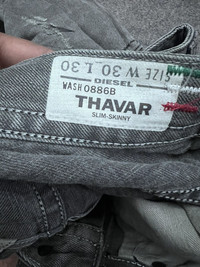 SIZE W 30 L 30
DIESEL
WASH 0886B
THAVAR
SLIM-SKINNY